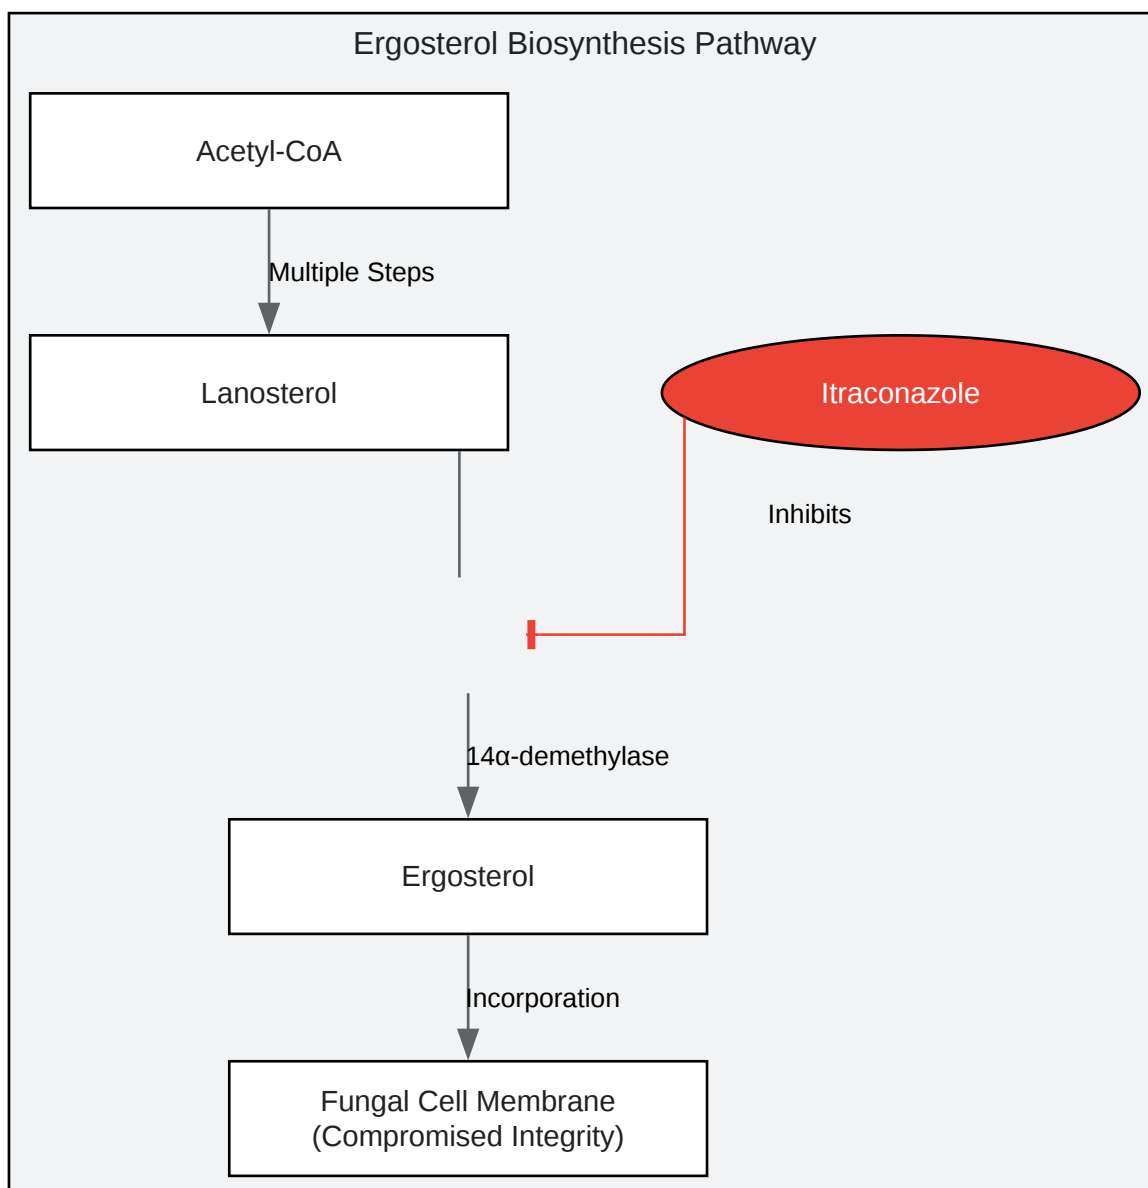 Ergosterol Biosynthesis Pathway
Acetyl-CoA
Multiple Steps
Lanosterol
Itraconazole
Inhibits
14α-demethylase
Ergosterol
Incorporation
Fungal Cell Membrane
(Compromised Integrity)